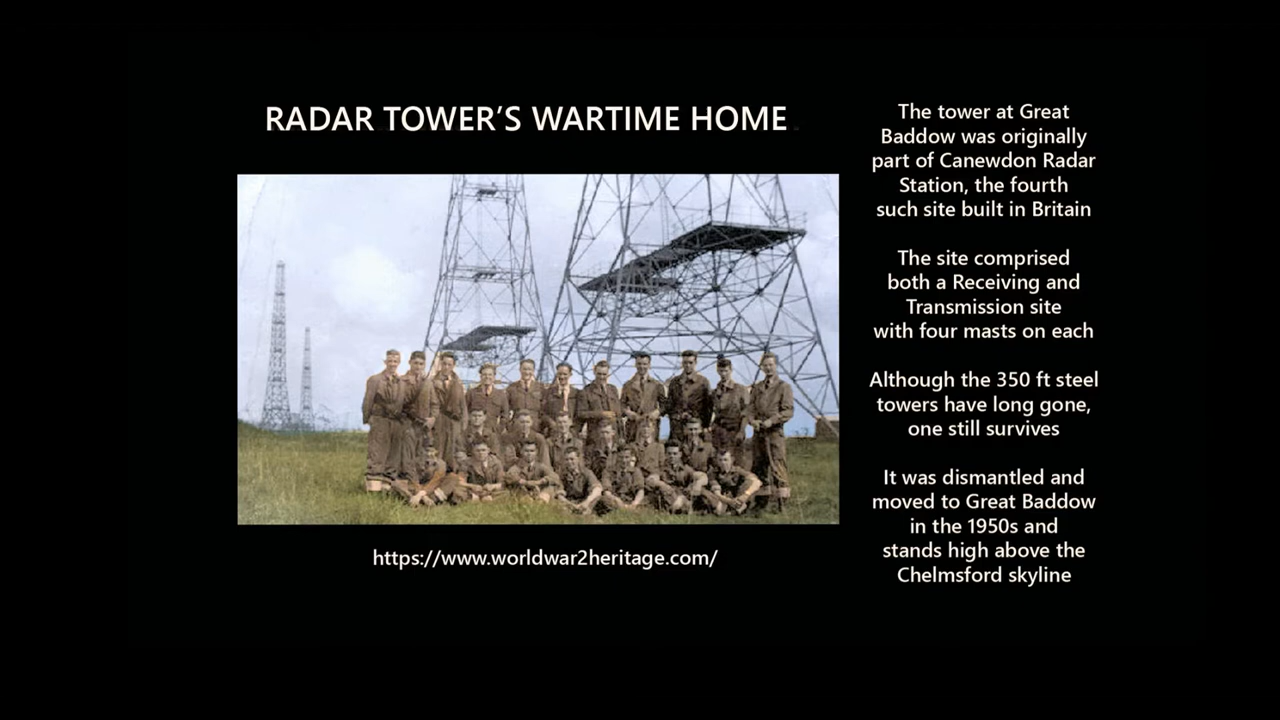 RADAR TOWER’S WARTIME HOME
https://www.worldwar2heritage.com/
The tower at Great
Baddow was originally
part of Canewdon Radar
Station, the fourth
such site built in Britain
The site comprised
both a Receiving and
Transmission site
with four masts on each
Although the 350 ft steel
towers have long gone,
one still survives
It was dismantled and
moved to Great Baddow
in the 1950s and
stands high above the
Chelmsford skyline